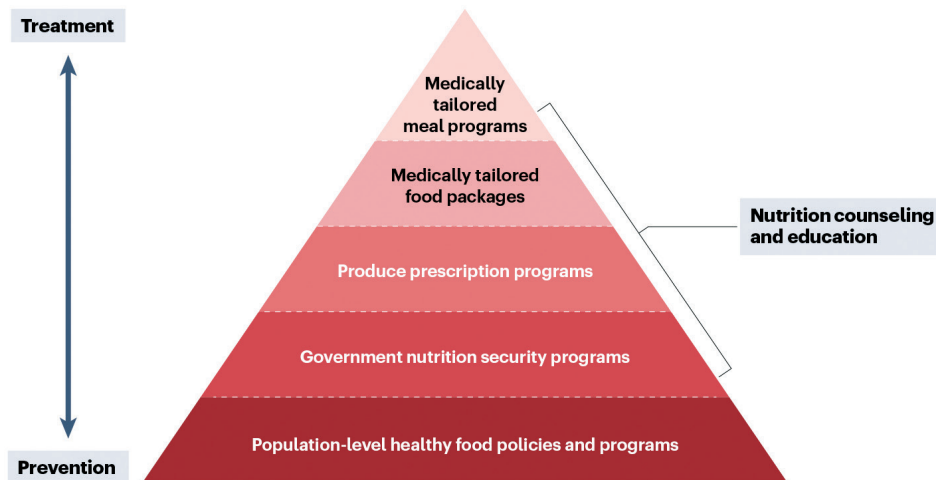 Treatment
Medically
tailored
meal programs
Medically tailored
food packages
Nutrition counseling
and education
Produce prescription programs
Government nutrition security programs
Population-level healthy food policies and programs
Prevention